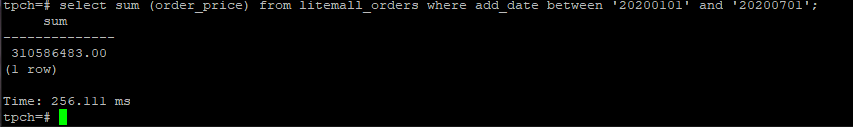 tpch=# select sum (order_price) from litemall_orders where add_date between '20200101' and '20200701';
sum
--------------
310586483.00
(1 row)
Time: 256.111 ms
tpch=#